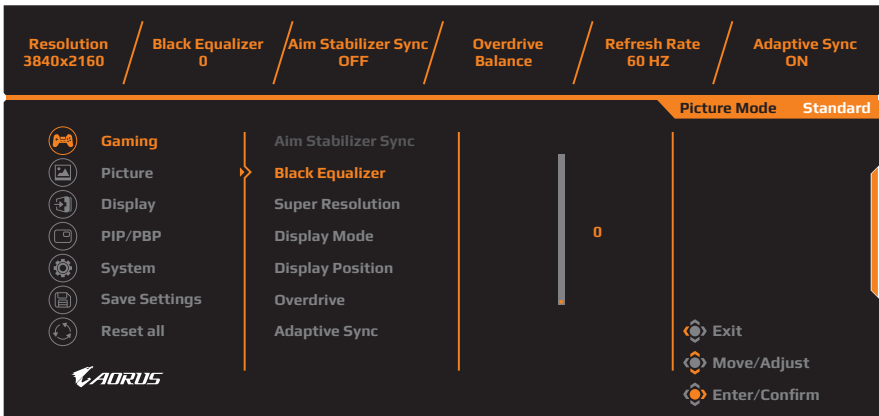 Resolution
3840x2160
Black Equalizer
0
Aim Stabilizer Sync
OFF
Overdrive
Balance
Refresh Rate
60 HZ
Adaptive Sync
ON
Picture Mode Standard
Gaming
Picture
Display
PIP/PBP
System
Save Settings
Reset all
Aim Stabilizer Sync
Black Equalizer
Super Resolution
Display Mode
Display Position
Overdrive
Adaptive Sync
0
Exit
Move/Adjust
Enter/Confirm
AORUS